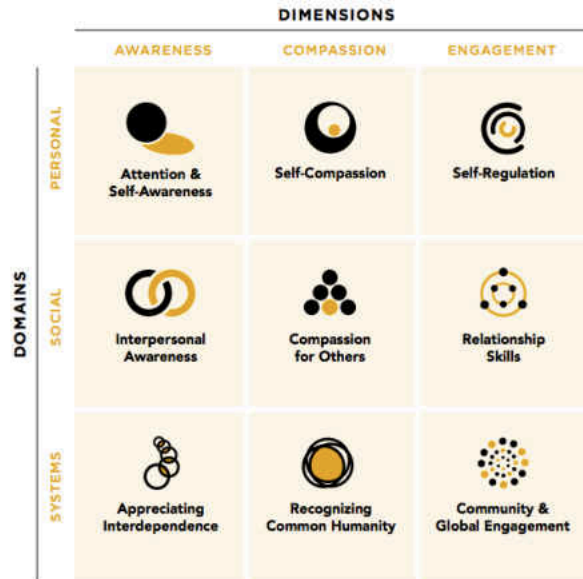 DIMENSIONS
AWARENESS
COMPASSION
ENGAGEMENT
DOMAINS
PERSONAL
Attention &
Self-Awareness
Self-Compassion
Self-Regulation
SOCIAL
Interpersonal
Awareness
Compassion
for Others
Relationship
Skills
SYSTEMS
Appreciating
Interdependence
Recognizing
Common Humanity
Community &
Global Engagement